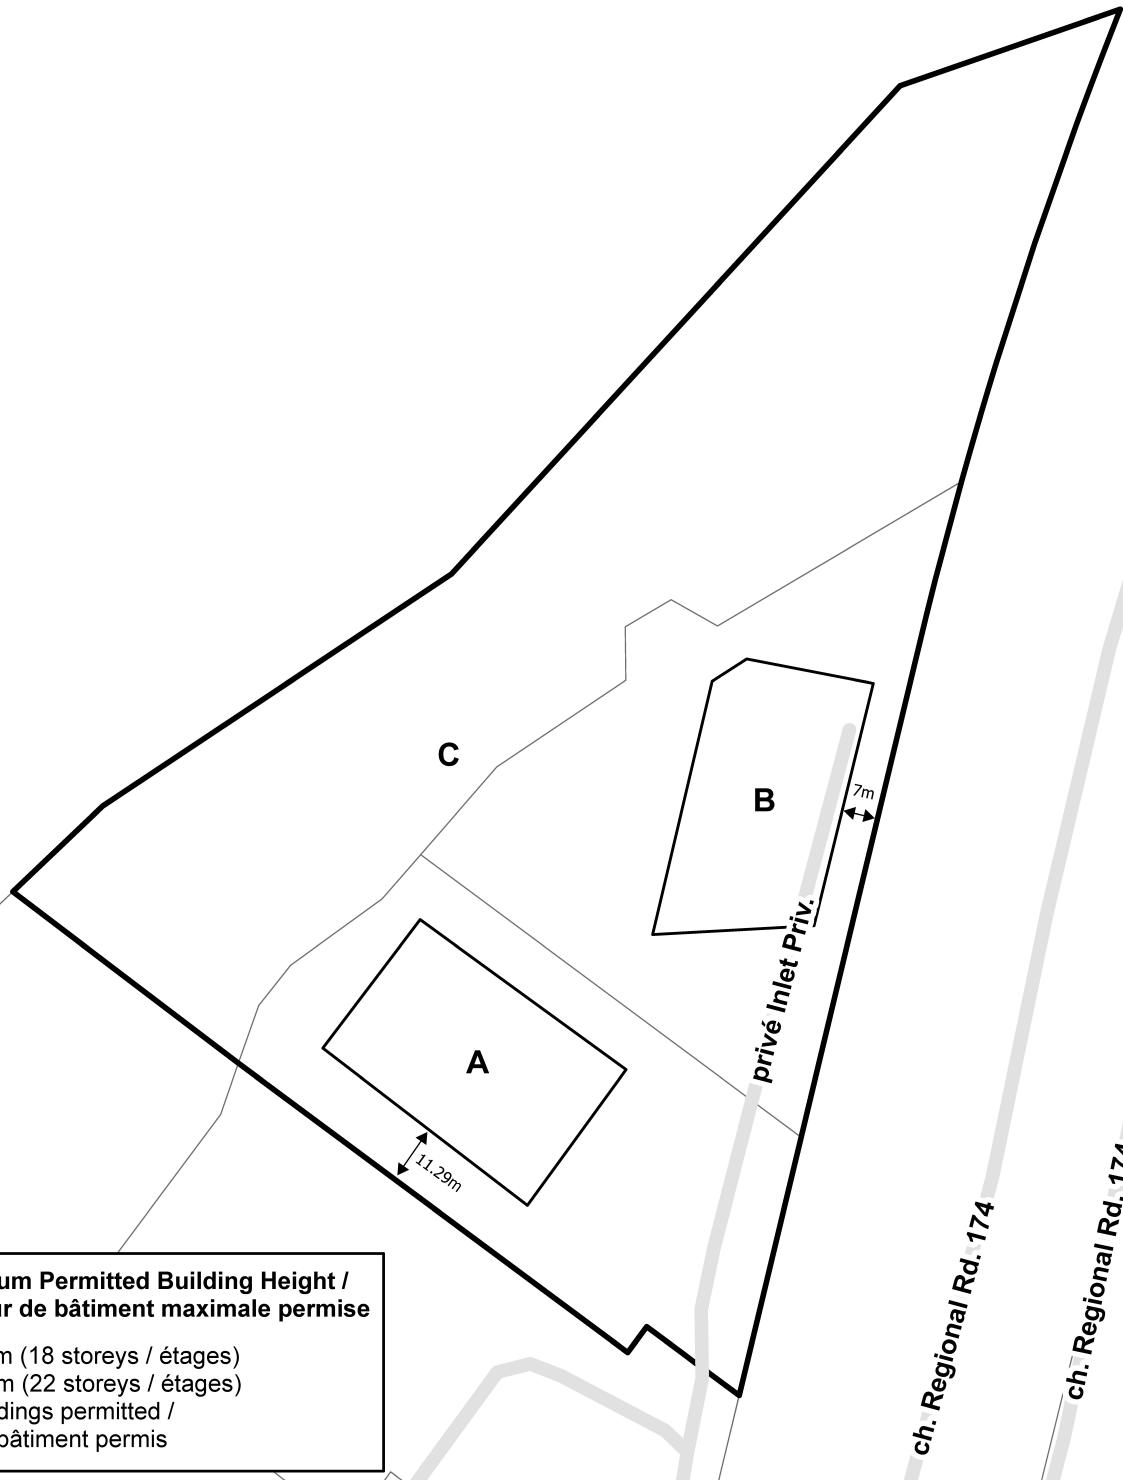 C
B
7m
privé Inlet Priv.
A
11.29m
ch. Regional Rd. 174
ch. Regional Rd. 174
um Permitted Building Height /
ur de bâtiment maximale permise
m (18 storeys / étages)
m (22 storeys / étages)
dings permitted /
bâtiment permis